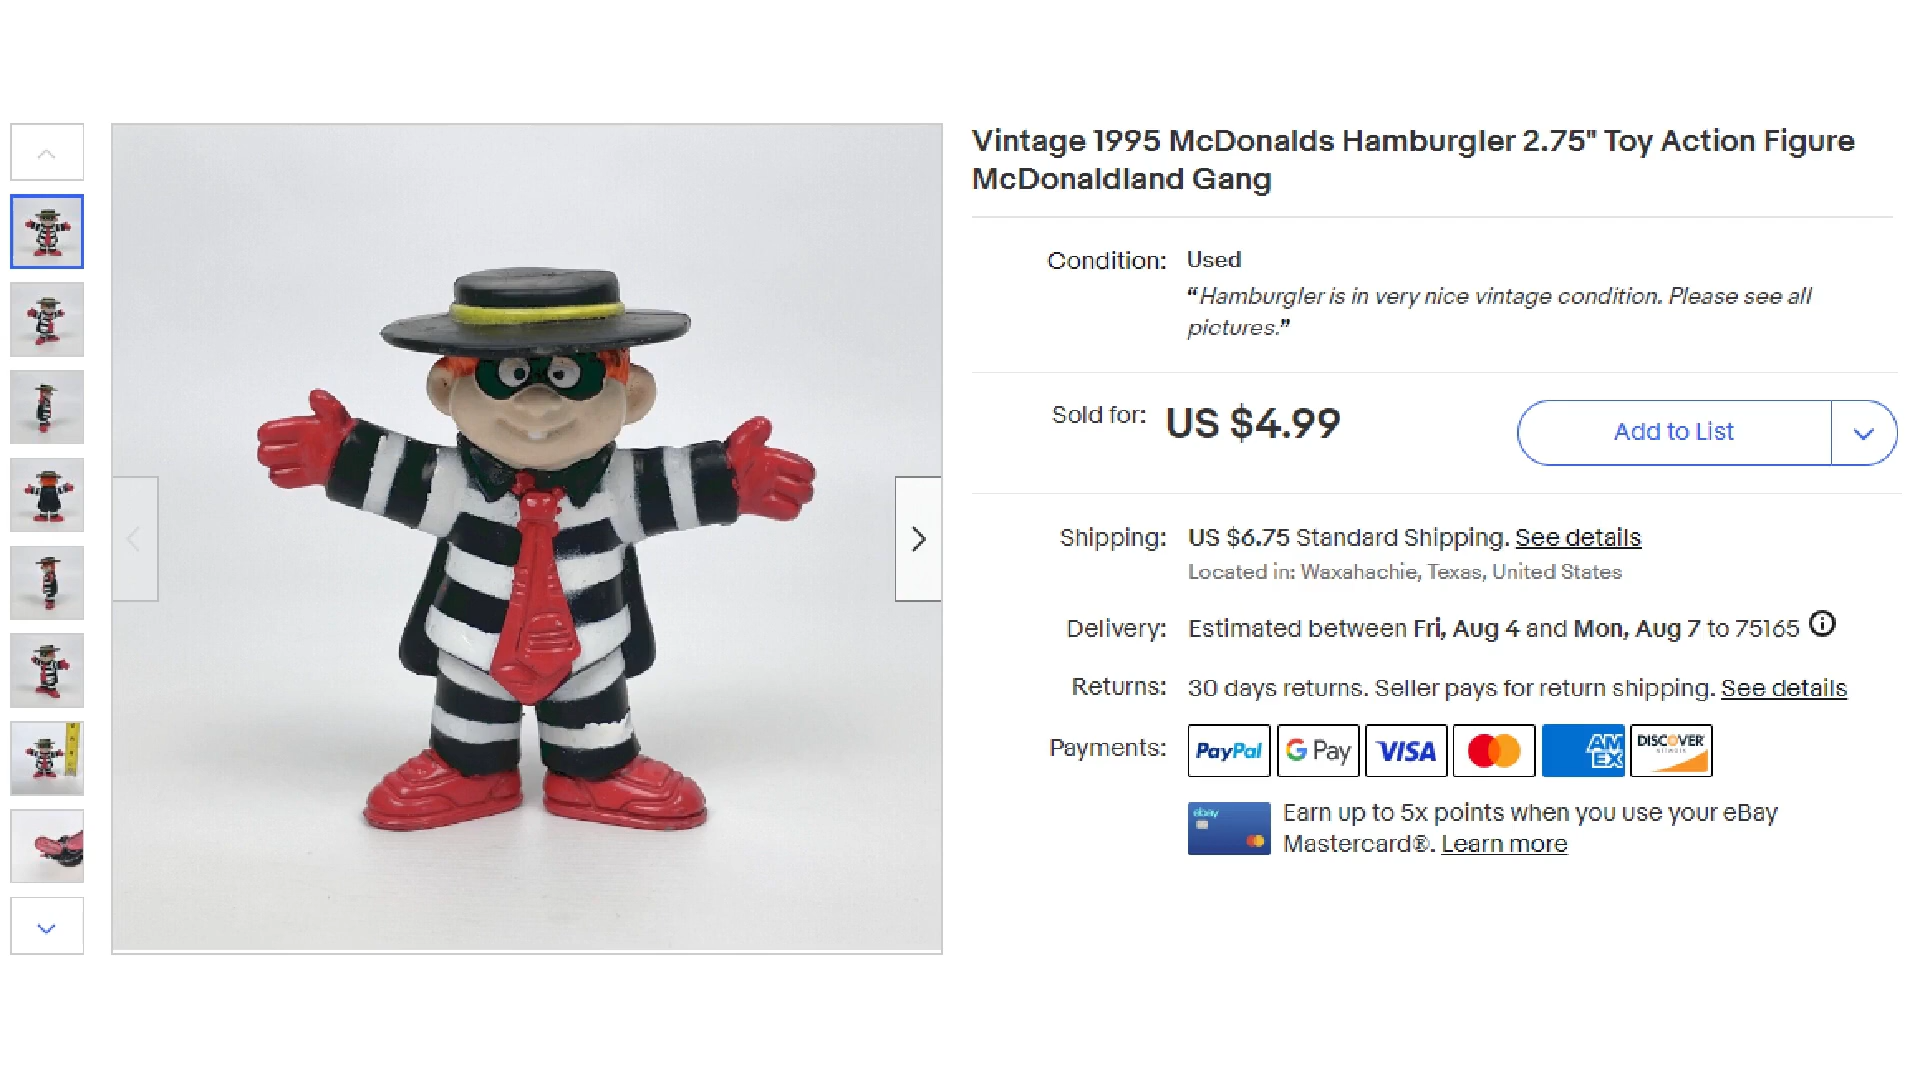 Vintage 1995 McDonalds Hamburgler 2.75" Toy Action Figure
McDonaldland Gang
Condition: Used
“Hamburgler is in very nice vintage condition. Please see all
pictures.”
Sold for: US $4.99
Add to List
Shipping: US $6.75 Standard Shipping. See details
Located in: Waxahachie, Texas, United States
Delivery: Estimated between Fri, Aug 4 and Mon, Aug 7 to 75165
Returns: 30 days returns. Seller pays for return shipping. See details
Payments: PayPal G Pay VISA AM EX DISCOVER NETWORK
ebay
Earn up to 5x points when you use your eBay
Mastercard®. Learn more